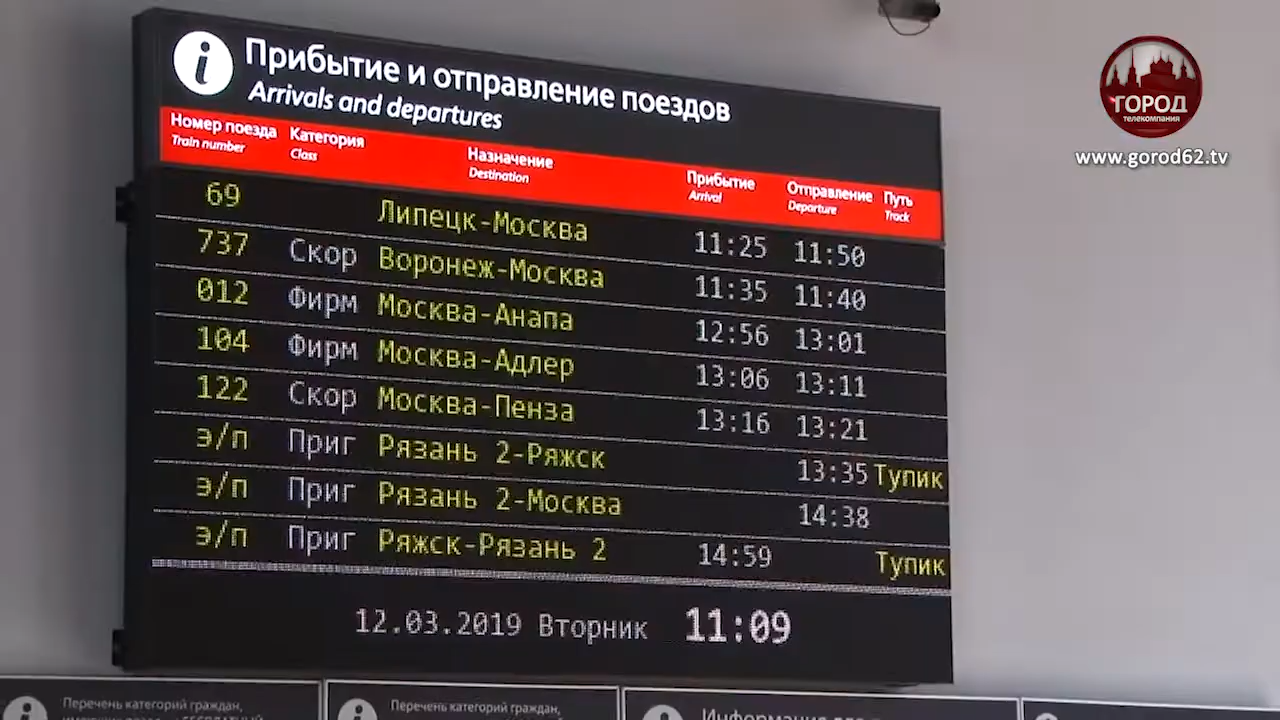 i
Прибытие и отправление поездов
Arrivals and departures
Номер поезда Категория Назначение Прибытие Отправление Путь
Train number Class Destination Arrival Departure Track
69 Липецк-Москва 11:25 11:50
737 Скор Воронеж-Москва 11:35 11:40
012 Фирм Москва-Анапа 12:56 13:01
104 Фирм Москва-Адлер 13:06 13:11
122 Скор Москва-Пенза 13:16 13:21
э/п Приг Рязань 2-Ряжск 13:35 Тупик
э/п Приг Рязань 2-Москва 14:38
э/п Приг Ряжск-Рязань 2 14:59 Тупик
12.03.2019 Вторник 11:09
ГОРОД
телекомпания
www.gorod62.tv
Перечень категорий граждан,
Перечень категорий граждан,
Информация для